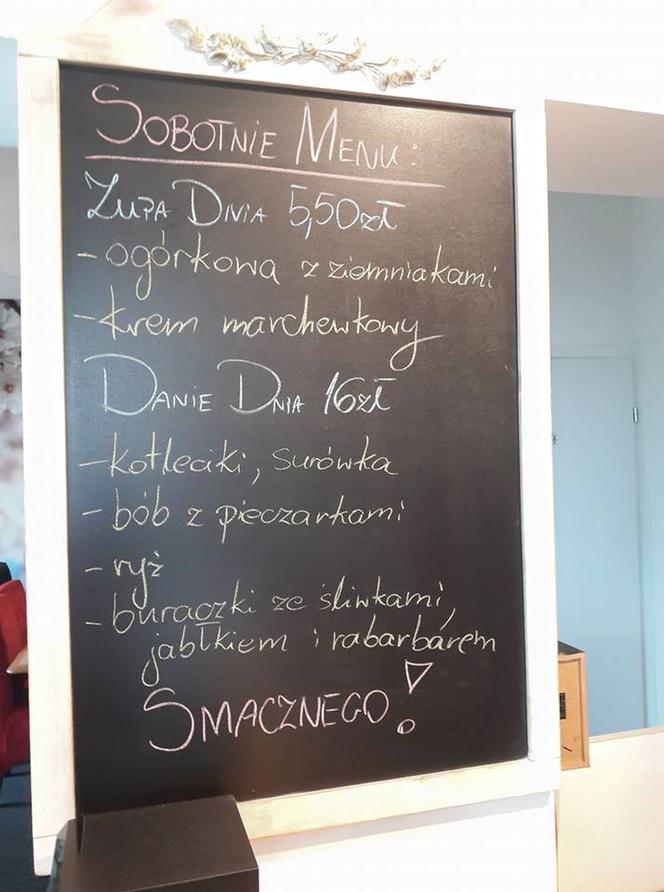 SOBOTNIE MENU:
ZUPA DNIA 5,50zł
- ogórkowa z ziemniakami
- krem marchewkowy
DANIE DNIA 16zł
- kotleciki, surówka
- bób z pieczarkami
- ryż
- buraczki ze śliwkami,
jabłkiem i rabarbarem
SMACZNEGO!